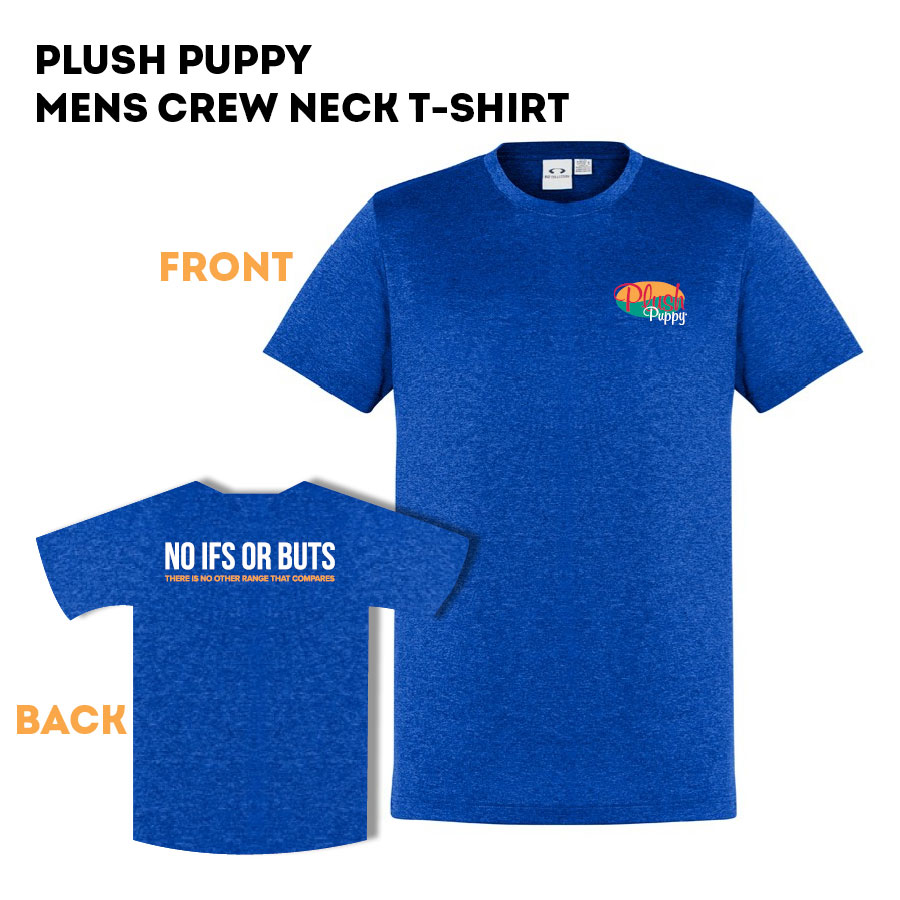 PLUSH PUPPY
MENS CREW NECK T-SHIRT
FRONT
Plush
Puppy
NO IFS OR BUTS
THERE IS NO OTHER RANGE THAT COMPARES
BACK